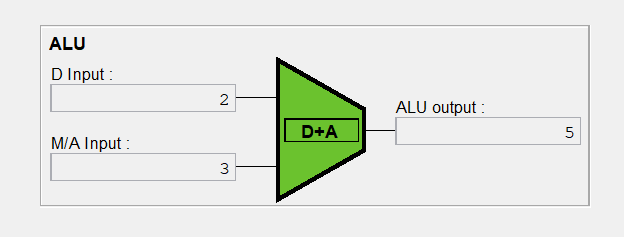 ALU
D Input :
2
M/A Input :
3
D+A
ALU output :
5